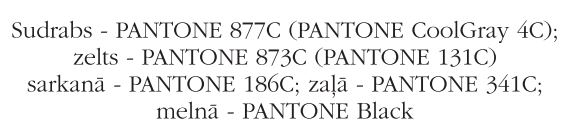 Sudrabs - PANTONE 877C (PANTONE CoolGray 4C);
zelts - PANTONE 873C (PANTONE 131C)
sarkanā - PANTONE 186C; zaļā - PANTONE 341C;
melnā - PANTONE Black